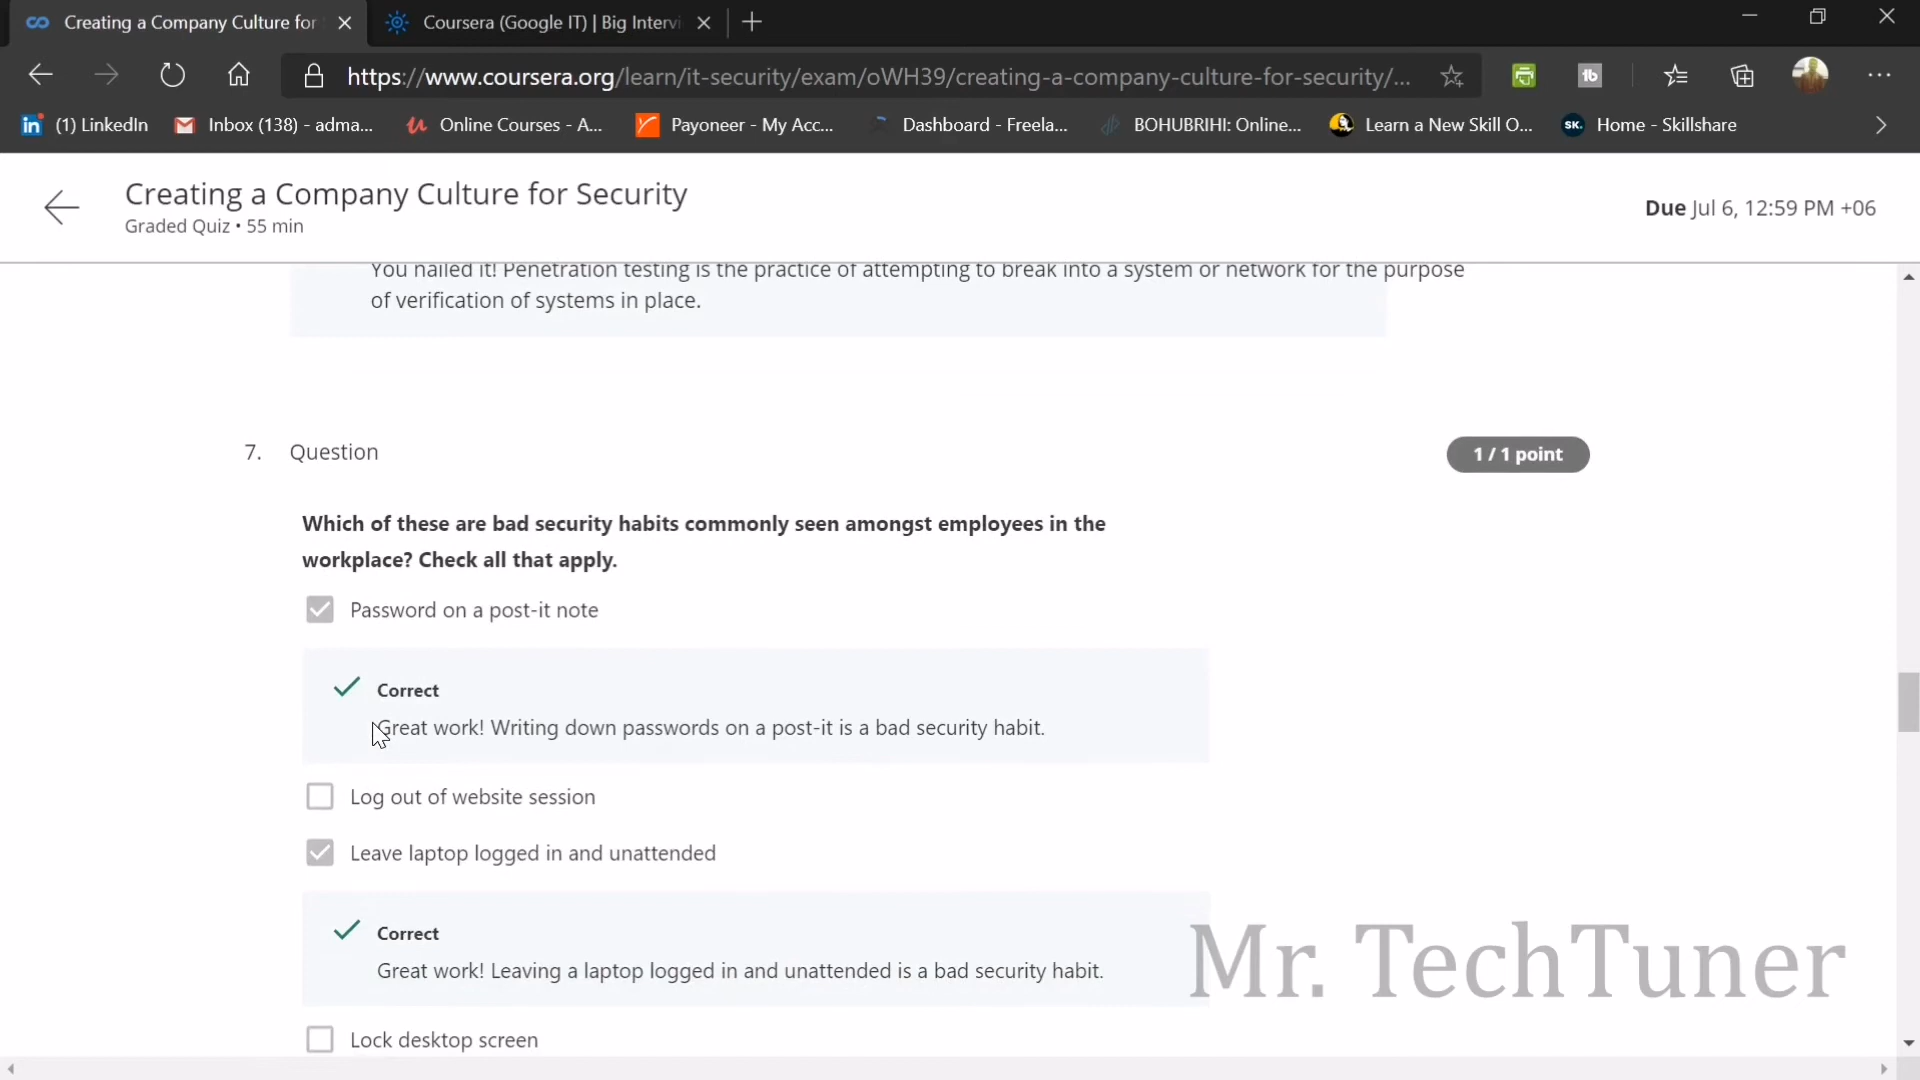 Creating a Company Culture for
Coursera (Google IT) | Big Intervi
https://www.coursera.org/learn/it-security/exam/oWH39/creating-a-company-culture-for-security/...
(1) LinkedIn
Inbox (138) - adma...
Online Courses - A...
Payoneer - My Acc...
Dashboard - Freela...
BOHUBRIHI: Online...
Learn a New Skill O...
SK.
Home - Skillshare
Creating a Company Culture for Security
Graded Quiz • 55 min
Due Jul 6, 12:59 PM +06
You nailed it! Penetration testing is the practice of attempting to break into a system or network for the purpose
of verification of systems in place.
7. Question
1 / 1 point
Which of these are bad security habits commonly seen amongst employees in the
workplace? Check all that apply.
Password on a post-it note
Correct
Great work! Writing down passwords on a post-it is a bad security habit.
Log out of website session
Leave laptop logged in and unattended
Correct
Great work! Leaving a laptop logged in and unattended is a bad security habit.
Mr. TechTuner
Lock desktop screen